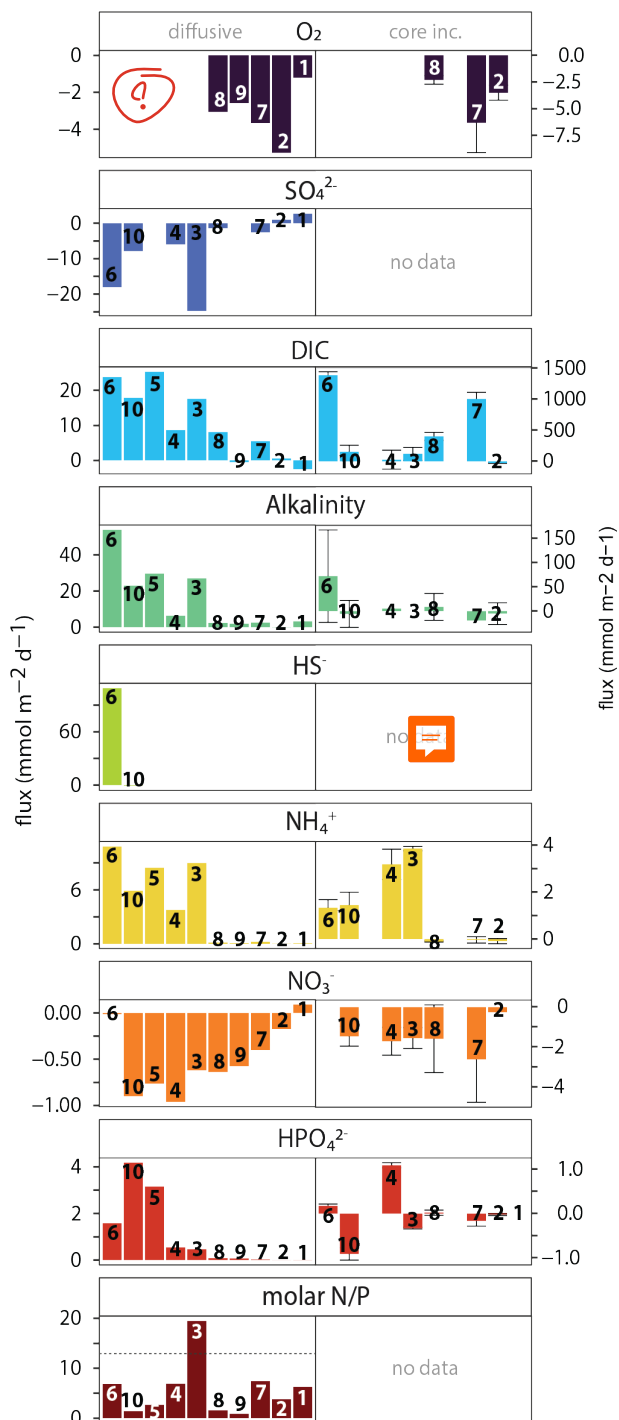 diffusive O₂ core inc.
0 8 9 7 2 1 8 7 2 0.0
−2 −2.5
−4 −5.0
−7.5
?
SO₄²⁻
0 6 10 4 3 8 7 2 1
−10 no data
−20
DIC
20 6 10 5 4 3 8 9 7 2 1 6 10 4 3 8 7 2 1500
10 1000
0 500
0
Alkalinity
40 6 10 5 4 3 8 9 7 2 1 6 10 4 3 8 7 2 150
20 100
0 50
0
flux (mmol m−2 d−1)
flux (mmol m−2 d−1)
HS⁻
6 10
60 no data
0
NH₄⁺
6 6 10 5 4 3 8 9 7 2 1 6 10 4 3 8 7 2 4
0 2
0
NO₃⁻
0.00 6 10 5 4 3 8 9 7 2 1 10 4 3 8 7 2 0
−0.50 −2
−1.00 −4
HPO₄²⁻
4 6 10 5 4 3 8 9 7 2 1 6 10 4 3 8 7 2 1 1.0
2 0.0
0 −1.0
molar N/P
20 6 10 5 4 3 8 9 7 2 1
10 no data
0